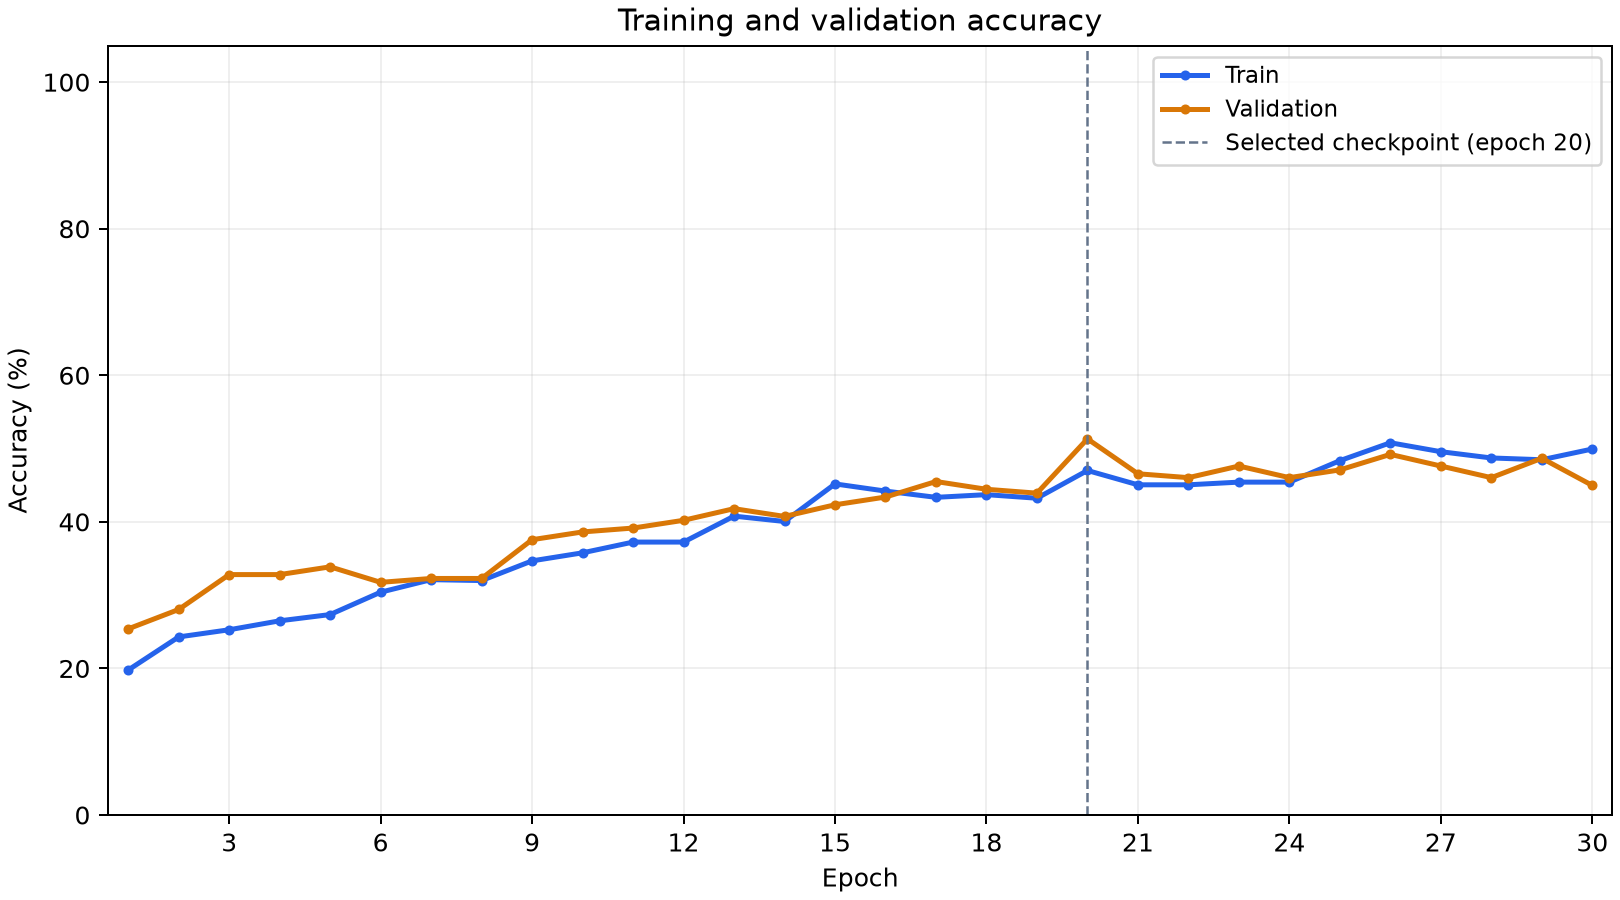 Training and validation accuracy
Train
Validation
Selected checkpoint (epoch 20)
Accuracy (%)
100
80
60
40
20
0
3 6 9 12 15 18 21 24 27 30
Epoch